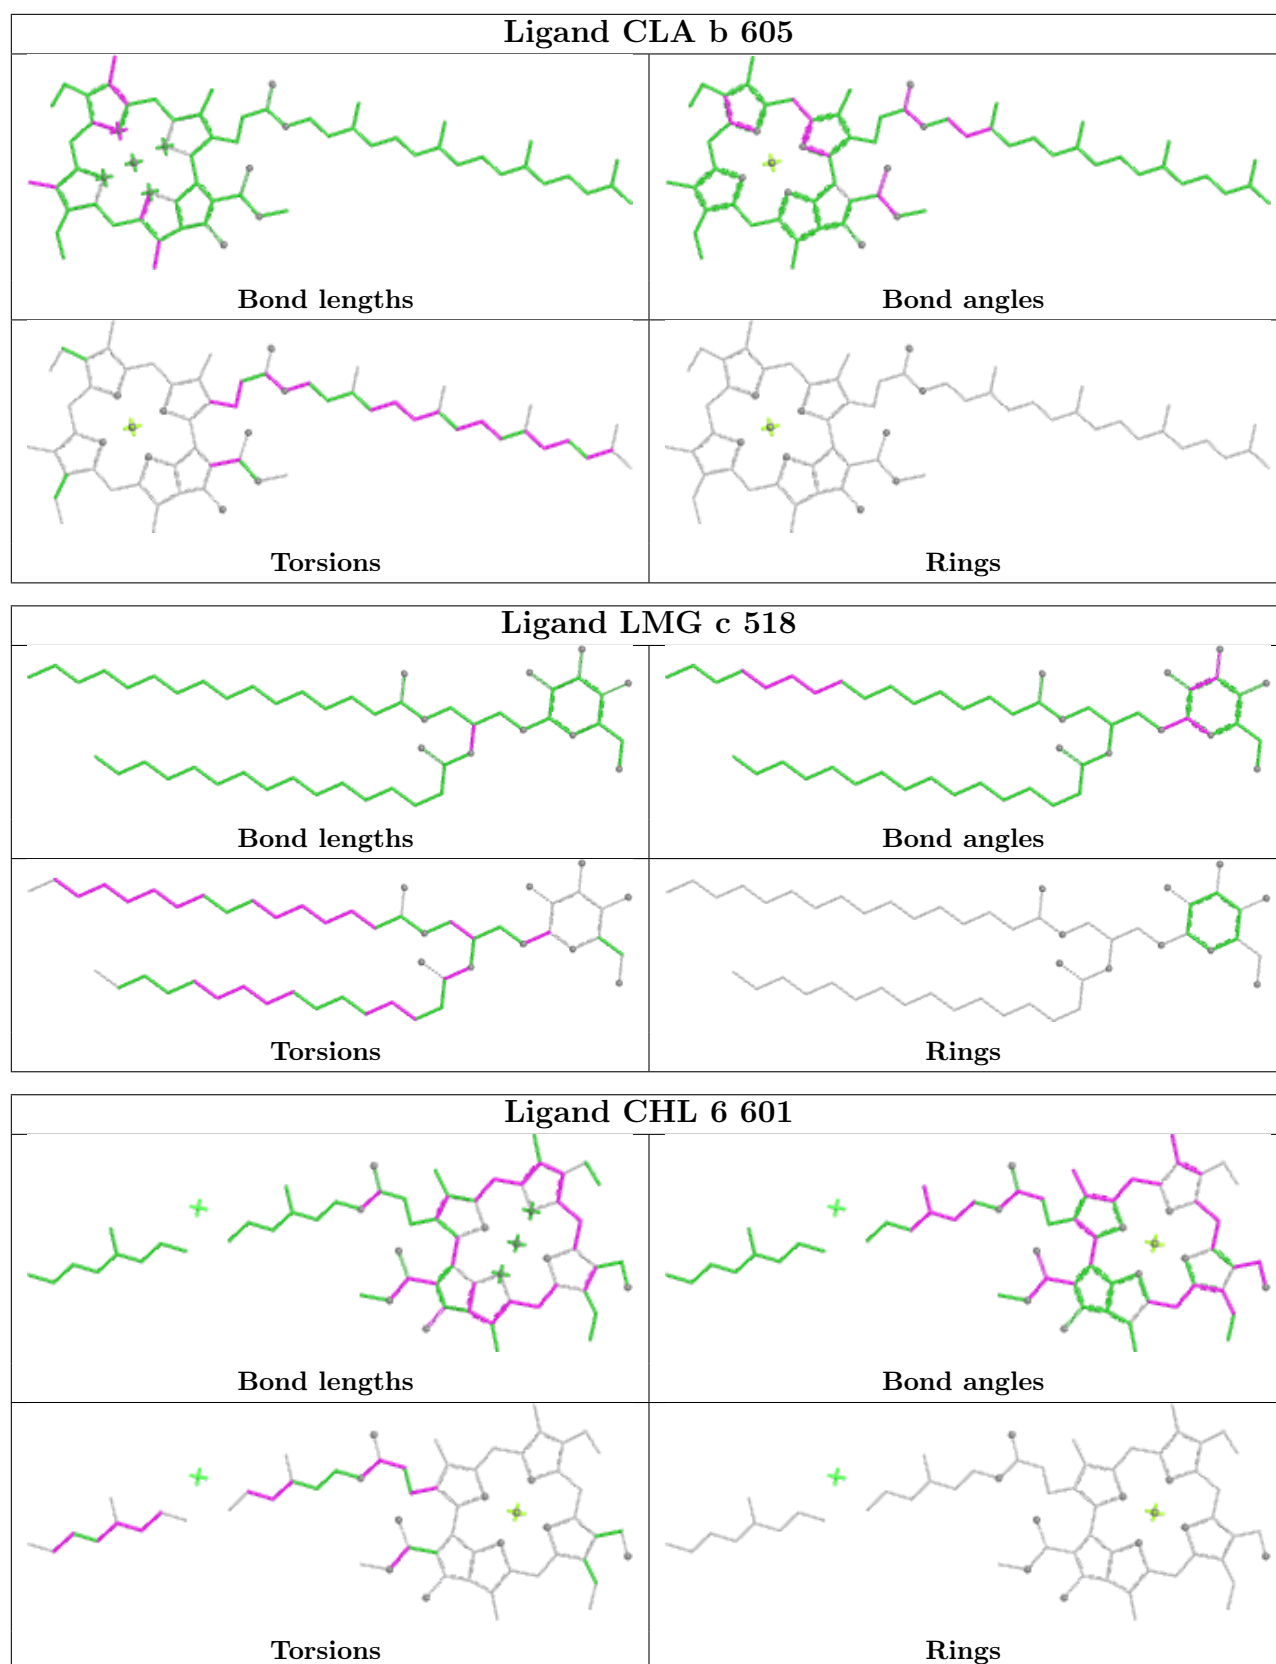 Ligand CLA b 605
Bond lengths
Bond angles
Torsions
Rings
Ligand LMG c 518
Bond lengths
Bond angles
Torsions
Rings
Ligand CHL 6 601
Bond lengths
Bond angles
Torsions
Rings